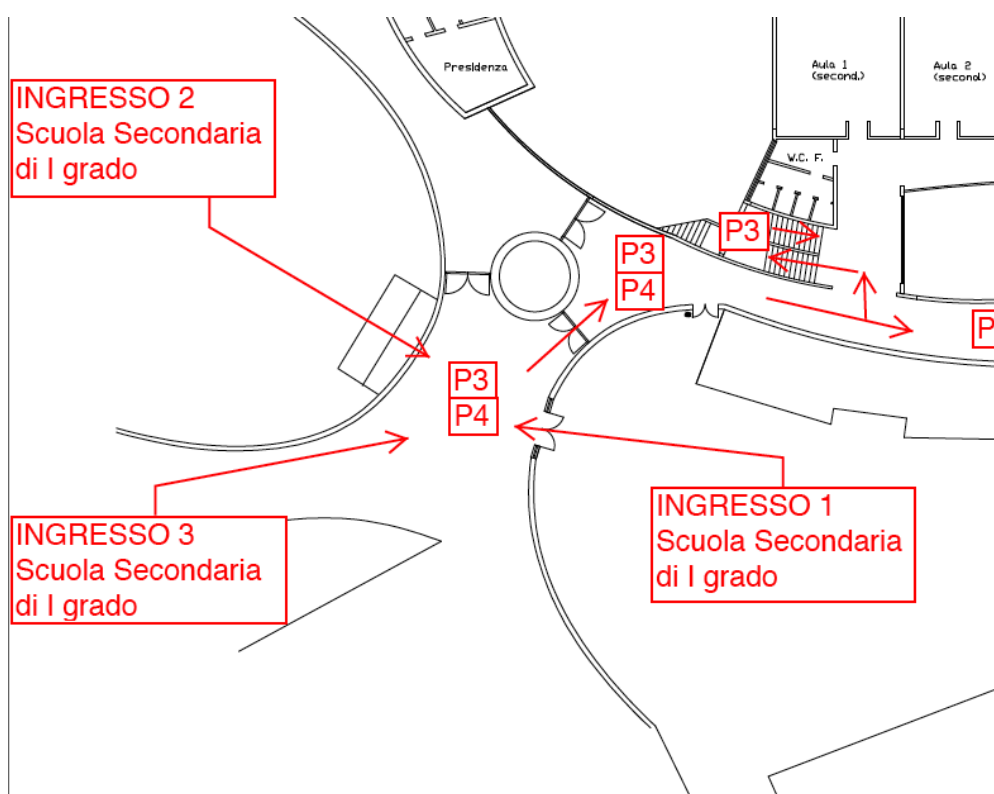 Presidenza
Aula 1
(second.)
Aula 2
(second)
INGRESSO 2
Scuola Secondaria
di I grado
W.C. F.
P3
P3
P4
P
P3
P4
INGRESSO 3
Scuola Secondaria
di I grado
INGRESSO 1
Scuola Secondaria
di I grado